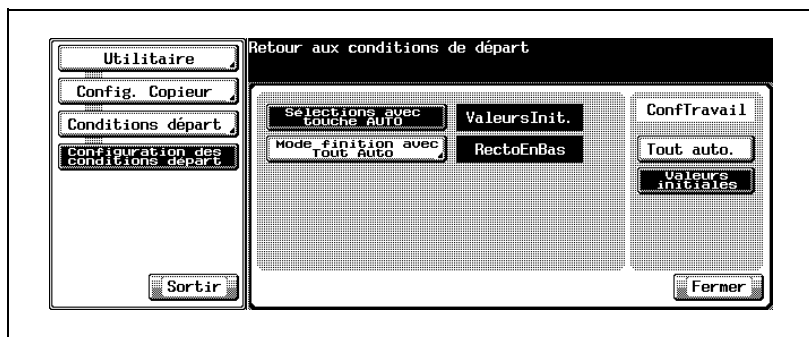 Utilitaire
Config. Copieur
Conditions départ
Configuration des
conditions départ
Sortir
Retour aux conditions de départ
Sélections avec
touche AUTO
ValeursInit.
Mode finition avec
Tout Auto
RectoEnBas
ConfTravail
Tout auto.
Valeurs
initiales
Fermer